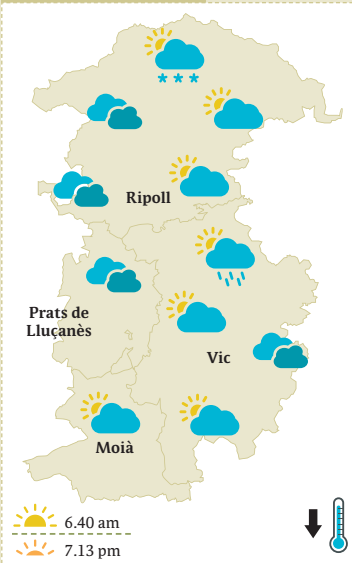 Ripoll
Prats de
Lluçanès
Vic
Moià
6.40 am
7.13 pm